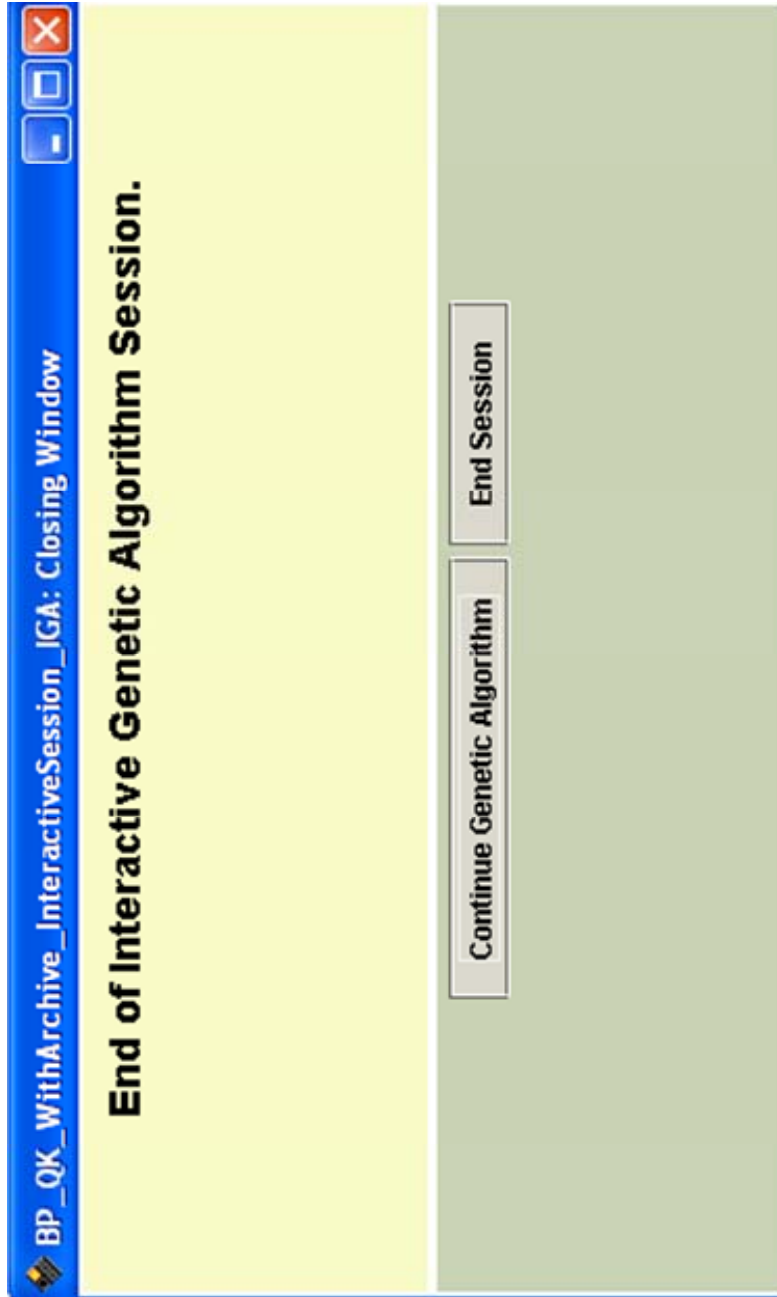 BP_QK_WithArchive_InteractiveSession_IGA: Closing Window
End of Interactive Genetic Algorithm Session.
Continue Genetic Algorithm
End Session